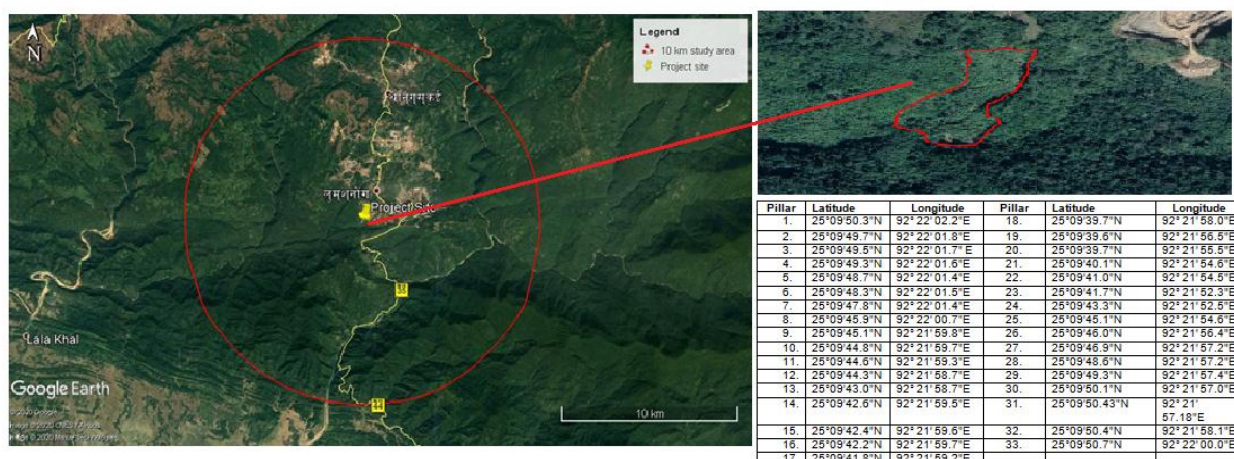 N
Legend
10 km study area
Project site
लुमशनोंग
Project Site
38
Lala Khal
44
Google Earth
10 km
Pillar Latitude Longitude Pillar Latitude Longitude
1. 25°09'50.3"N 92° 22' 02.2"E 18. 25°09'39.7"N 92° 21' 58.0"E
2. 25°09'49.7"N 92° 22' 01.8"E 19. 25°09'39.6"N 92° 21' 56.5"E
3. 25°09'49.5"N 92° 22' 01.7" E 20. 25°09'39.7"N 92° 21' 55.5"E
4. 25°09'49.3"N 92° 22' 01.6"E 21. 25°09'40.1"N 92° 21' 54.6"E
5. 25°09'48.7"N 92° 22' 01.4"E 22. 25°09'41.0"N 92° 21' 54.5"E
6. 25°09'48.3"N 92° 22' 01.5"E 23. 25°09'41.7"N 92° 21' 52.3"E
7. 25°09'47.8"N 92° 22' 01.4"E 24. 25°09'43.3"N 92° 21' 52.5"E
8. 25°09'45.9"N 92° 22' 00.7"E 25. 25°09'45.1"N 92° 21' 54.6"E
9. 25°09'45.1"N 92° 21' 59.8"E 26. 25°09'46.0"N 92° 21' 56.4"E
10. 25°09'44.8"N 92° 21' 59.7"E 27. 25°09'46.9"N 92° 21' 57.2"E
11. 25°09'44.6"N 92° 21' 59.3"E 28. 25°09'48.6"N 92° 21' 57.2"E
12. 25°09'44.3"N 92° 21' 58.7"E 29. 25°09'49.3"N 92° 21' 57.4"E
13. 25°09'43.0"N 92° 21' 58.7"E 30. 25°09'50.1"N 92° 21' 57.0"E
14. 25°09'42.6"N 92° 21' 59.5"E 31. 25°09'50.43"N 92° 21'
57.18"E
15. 25°09'42.4"N 92° 21' 59.6"E 32. 25°09'50.4"N 92° 21' 58.1"E
16. 25°09'42.2"N 92° 21' 59.7"E 33. 25°09'50.7"N 92° 22' 00.0"E
17. 25°09'41.8"N 92° 21' 59.2"E